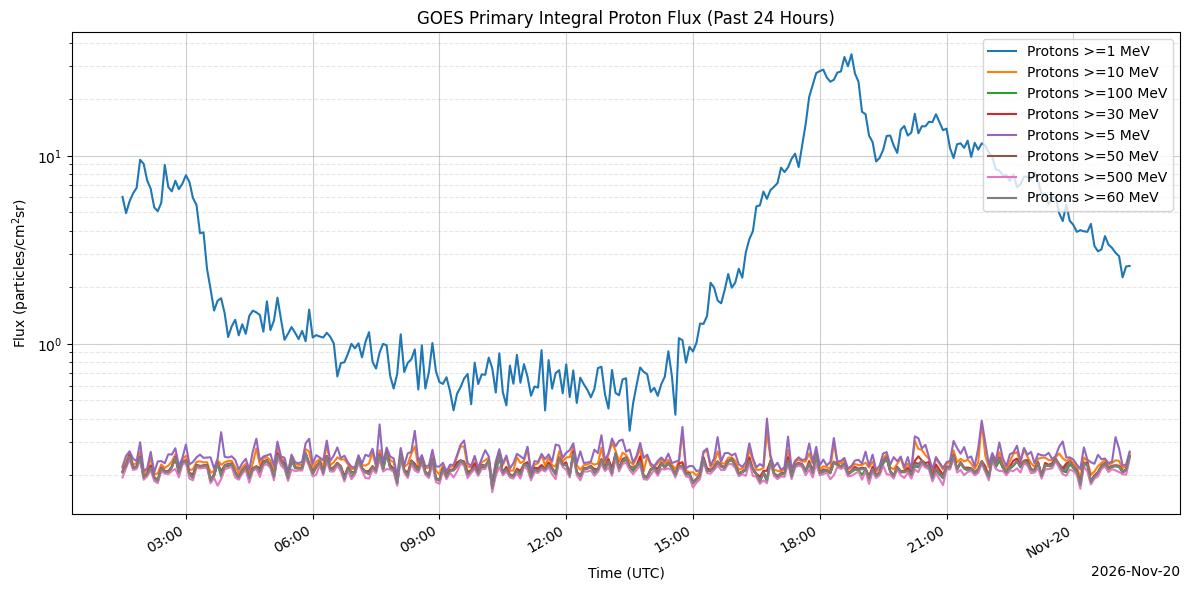 GOES Primary Integral Proton Flux (Past 24 Hours)
Protons >=1 MeV
Protons >=10 MeV
Protons >=100 MeV
Protons >=30 MeV
Protons >=5 MeV
Protons >=50 MeV
Protons >=500 MeV
Protons >=60 MeV
Flux (particles/cm²sr)
10¹
10⁰
03:00 06:00 09:00 12:00 15:00 18:00 21:00 Nov-20
Time (UTC)
2026-Nov-20